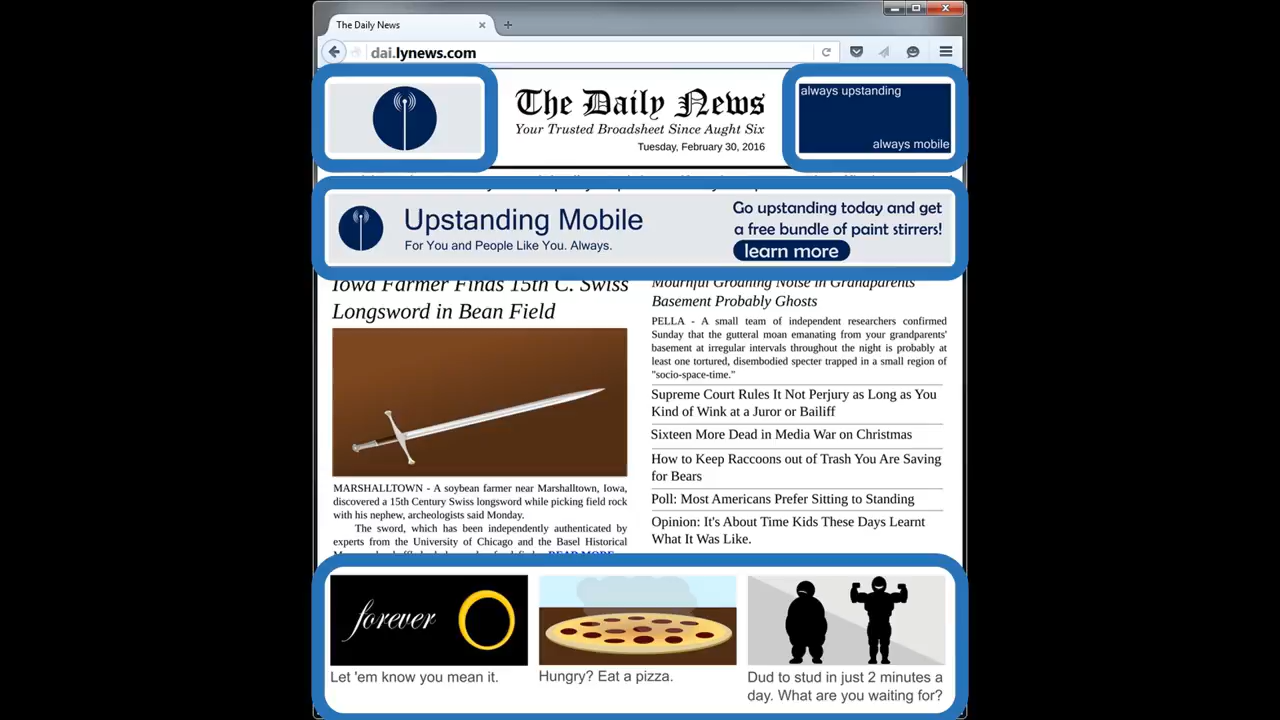 The Daily News
dai.lynews.com
The Daily News
Your Trusted Broadsheet Since Aught Six
Tuesday, February 30, 2016
always upstanding
always mobile
Upstanding Mobile
For You and People Like You. Always.
Go upstanding today and get
a free bundle of paint stirrers!
learn more
Iowa Farmer Finds 15th C. Swiss
Longsword in Bean Field
MARSHALLTOWN - A soybean farmer near Marshalltown, Iowa,
discovered a 15th Century Swiss longsword while picking field rock
with his nephew, archeologists said Monday.
The sword, which has been independently authenticated by
experts from the University of Chicago and the Basel Historical
READ MORE
Mournful Groaning Noise in Grandparents'
Basement Probably Ghosts
PELLA - A small team of independent researchers confirmed
Sunday that the gutteral moan emanating from your grandparents'
basement at irregular intervals throughout the night is probably at
least one tortured, disembodied specter trapped in a small region of
"socio-space-time."
Supreme Court Rules It Not Perjury as Long as You
Kind of Wink at a Juror or Bailiff
Sixteen More Dead in Media War on Christmas
How to Keep Raccoons out of Trash You Are Saving
for Bears
Poll: Most Americans Prefer Sitting to Standing
Opinion: It's About Time Kids These Days Learnt
What It Was Like.
forever
Let 'em know you mean it.
Hungry? Eat a pizza.
Dud to stud in just 2 minutes a
day. What are you waiting for?